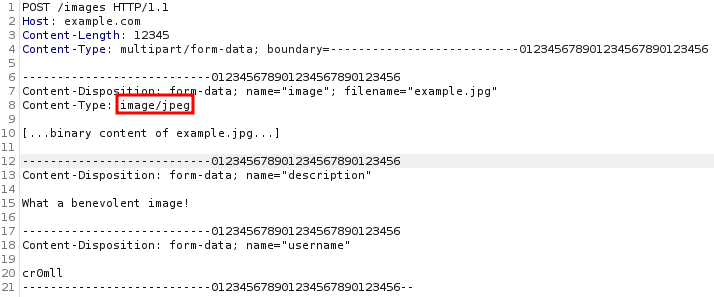 1 POST /images HTTP/1.1
2 Host: example.com
3 Content-Length: 12345
4 Content-Type: multipart/form-data; boundary=---------------------------012345678901234567890123456
5
6 ---------------------------012345678901234567890123456
7 Content-Disposition: form-data; name="image"; filename="example.jpg"
8 Content-Type: image/jpeg
9
10 [...binary content of example.jpg...]
11
12 ---------------------------012345678901234567890123456
13 Content-Disposition: form-data; name="description"
14
15 What a benevolent image!
16
17 ---------------------------012345678901234567890123456
18 Content-Disposition: form-data; name="username"
19
20 cr0mll
21 ---------------------------012345678901234567890123456--